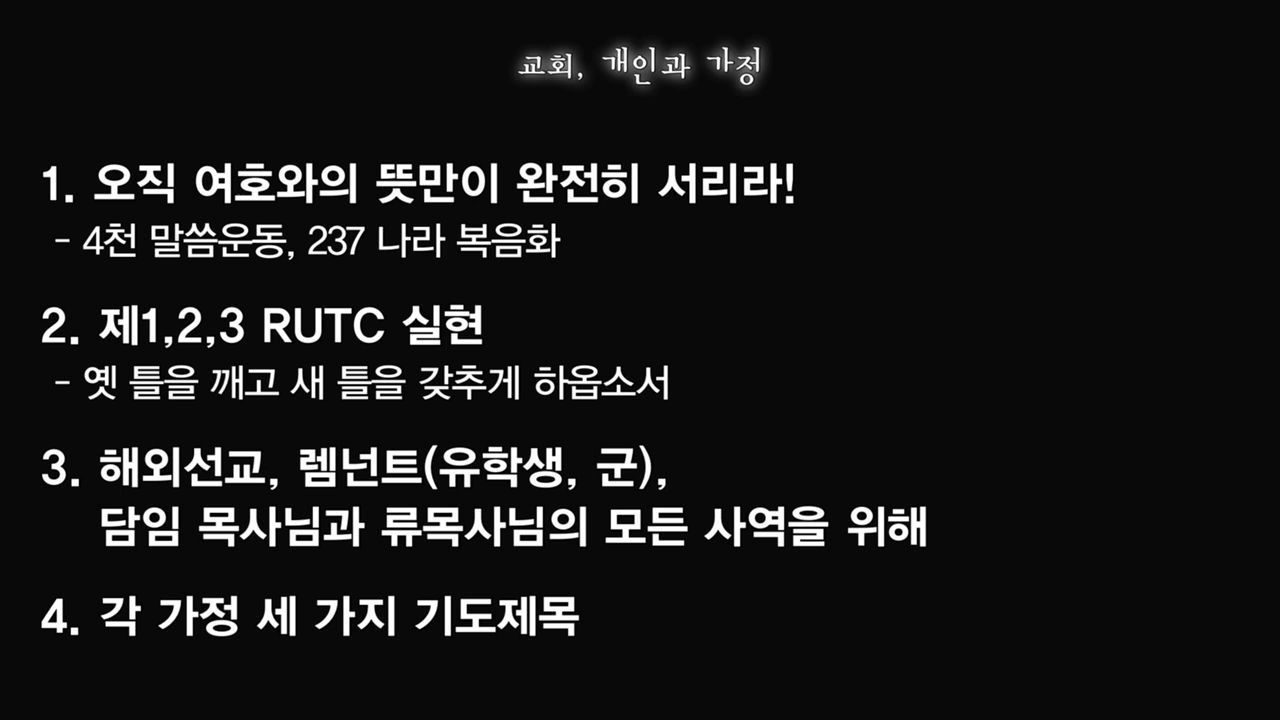 교회, 개인과 가정
1. 오직 여호와의 뜻만이 완전히 서리라!
- 4천 말씀운동, 237 나라 복음화
2. 제1,2,3 RUTC 실현
- 옛 틀을 깨고 새 틀을 갖추게 하옵소서
3. 해외선교, 렘넌트(유학생, 군),
담임 목사님과 류목사님의 모든 사역을 위해
4. 각 가정 세 가지 기도제목